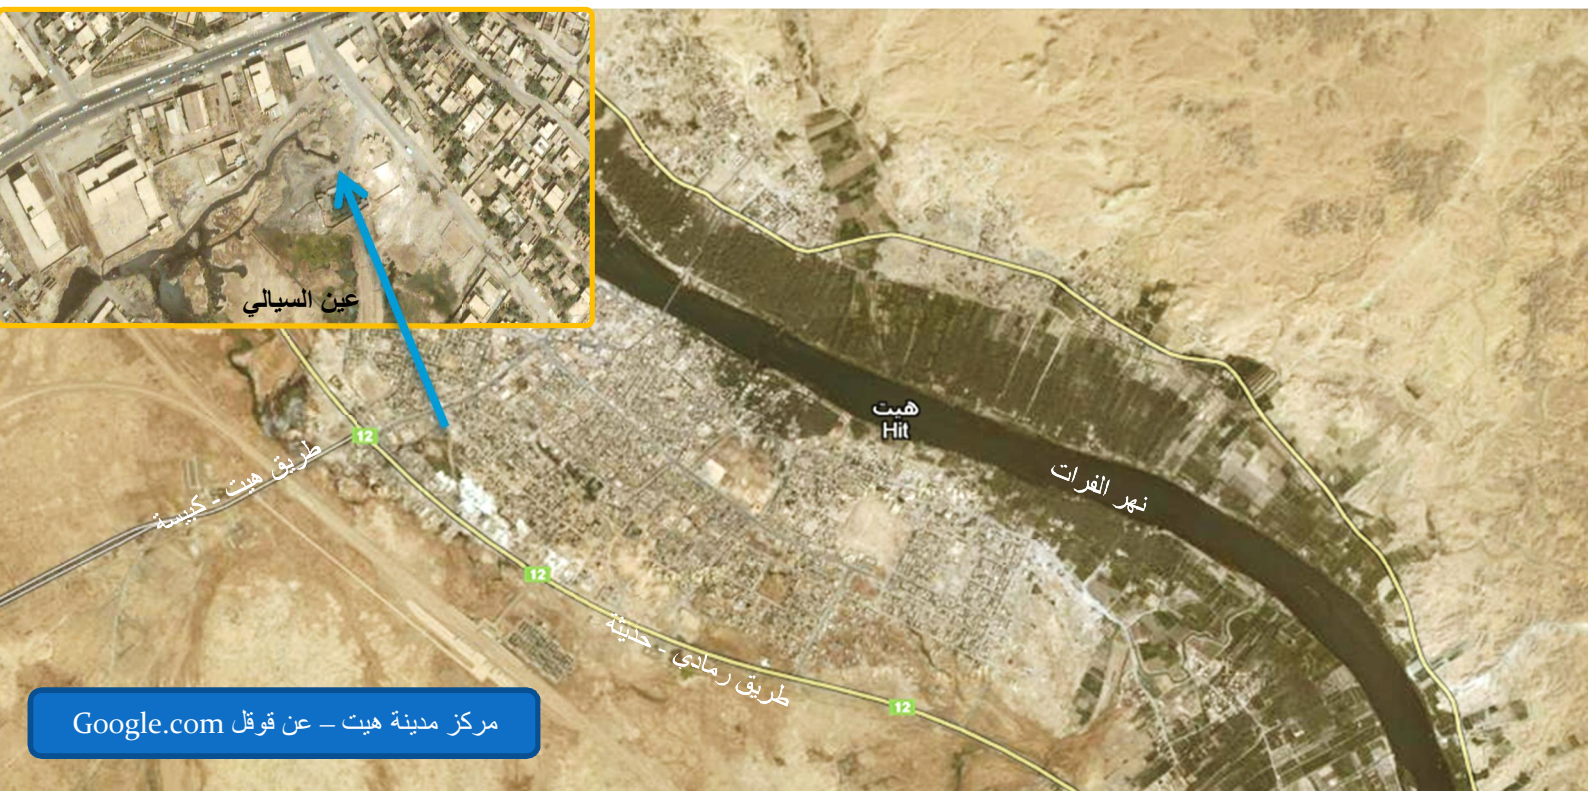 عين السيالي
هيت
Hit
نهر الفرات
12
طريق هيت - كبيسة
12
طريق رمادي - حديثة
12
مركز مدينة هيت – عن قوقل Google.com